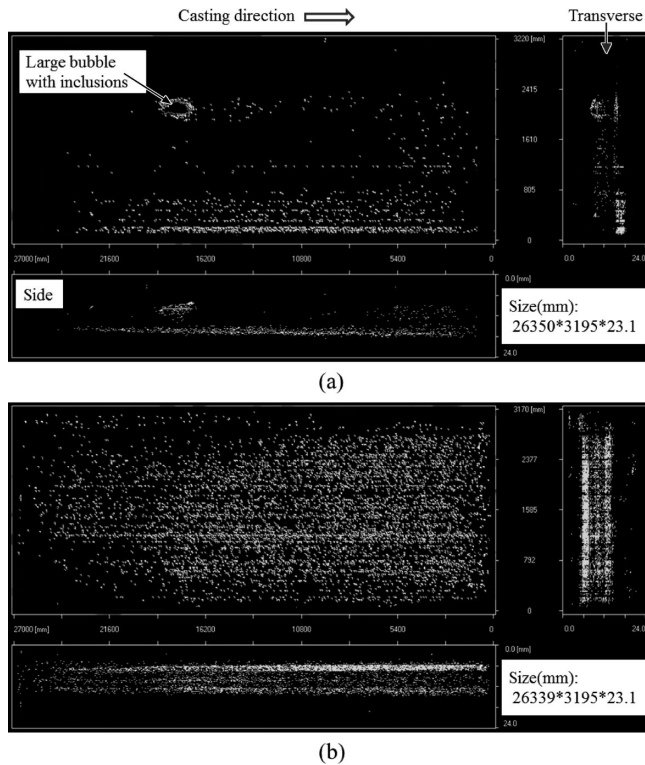 Casting direction
Transverse
Large bubble
with inclusions
3220 [mm]
2415
1610
805
0
27000 [mm]
21600
16200
10800
5400
0
0.0
24.0
Side
0.0 [mm]
24.0
Size(mm):
26350*3195*23.1
(a)
3170 [mm]
2377
1585
792
0
27000 [mm]
21600
16200
10800
5400
0
0.0
24.0
0.0 [mm]
24.0
Size(mm):
26339*3195*23.1
(b)